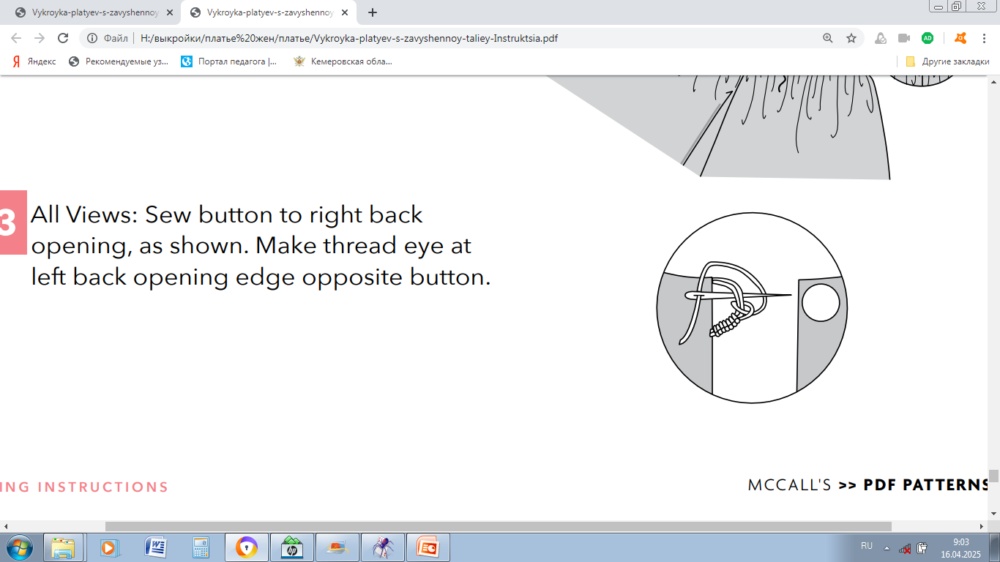 Vykroyka-platyev-s-zavyshennoy
Vykroyka-platyev-s-zavyshennoy
Файл
H:/выкройки/платье%20жен/платье/Vykroyka-platyev-s-zavyshennoy-taliey-Instruktsia.pdf
AD
Яндекс
Рекомендуемые уз...
Портал педагога |...
Кемеровская обла...
Другие закладки
3
All Views: Sew button to right back
opening, as shown. Make thread eye at
left back opening edge opposite button.
ING INSTRUCTIONS
MCCALL'S >> PDF PATTERNS
RU
9:03
16.04.2025